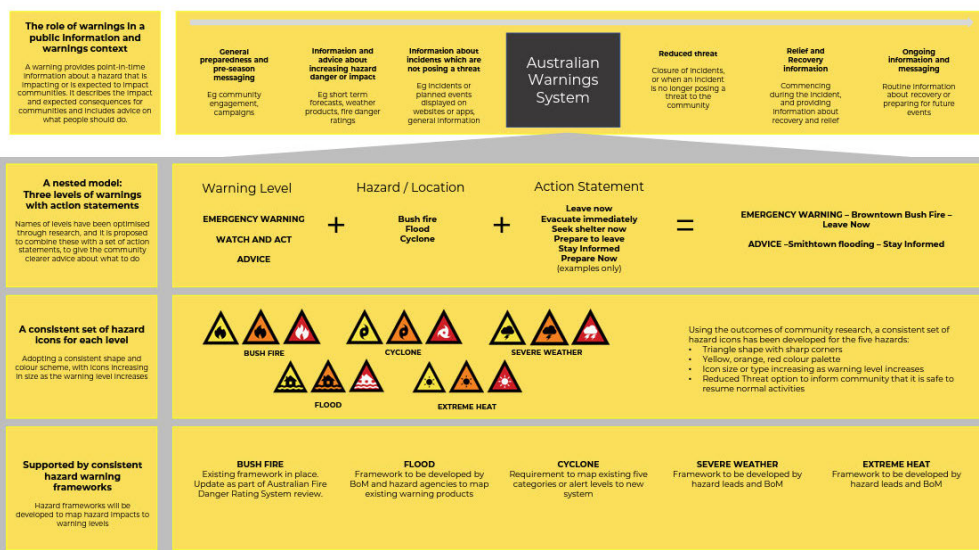 The role of warnings in a
public information and
warnings context
A warning provides point-in-time
information about a hazard that is
impacting or is expected to impact
communities. It describes the impact
and expected consequences for
communities and includes advice on
what people should do.
General
preparedness and
pre-season
messaging
Eg community
engagement,
campaigns
Information and
advice about
increasing hazard
danger or impact
Eg short term
forecasts, weather
products, fire danger
ratings
Information about
incidents which are
not posing a threat
Eg Incidents or
planned events
displayed on
websites or apps,
general information
Australian
Warnings
System
Reduced threat
Closure of Incidents,
or when an incident
is no longer posing a
threat to the
community
Relief and
Recovery
information
Commencing
during the incident,
and providing
information about
recovery and relief
Ongoing
information and
messaging
Routine information
about recovery or
preparing for future
events
A nested model:
Three levels of warnings
with action statements
Names of levels have been optimised
through research, and it is proposed
to combine these with a set of action
statements, to give the community
clearer advice about what to do
Warning Level
EMERGENCY WARNING
WATCH AND ACT
ADVICE
+
Hazard / Location
Bush fire
Flood
Cyclone
+
Action Statement
Leave now
Evacuate immediately
Seek shelter now
Prepare to leave
Stay Informed
Prepare Now
(examples only)
=
EMERGENCY WARNING – Browntown Bush Fire –
Leave Now
ADVICE –Smithtown flooding – Stay Informed
A consistent set of hazard
icons for each level
Adopting a consistent shape and
colour scheme, with icons increasing
in size as the warning level increases
BUSH FIRE
CYCLONE
SEVERE WEATHER
FLOOD
EXTREME HEAT
Using the outcomes of community research, a consistent set of
hazard icons has been developed for the five hazards:
• Triangle shape with sharp corners
• Yellow, orange, red colour palette
• Icon size or type increasing as warning level increases
• Reduced Threat option to inform community that it is safe to
resume normal activities
Supported by consistent
hazard warning
frameworks
Hazard frameworks will be
developed to map hazard impacts to
warning levels
BUSH FIRE
Existing framework in place.
Update as part of Australian Fire
Danger Rating System review.
FLOOD
Framework to be developed by
BoM and hazard agencies to map
existing warning products
CYCLONE
Requirement to map existing five
categories or alert levels to new
system
SEVERE WEATHER
Framework to be developed by
hazard leads and BoM
EXTREME HEAT
Framework to be developed by
hazard leads and BoM